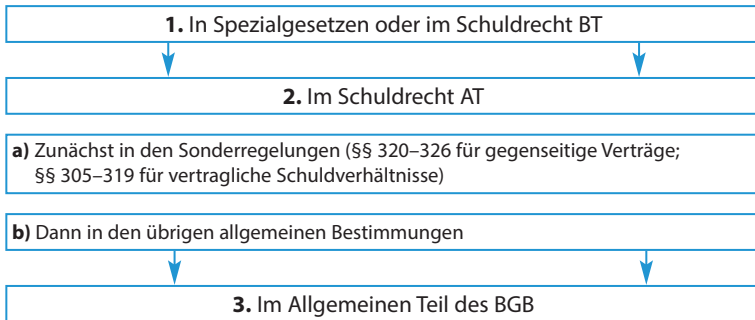 1. In Spezialgesetzen oder im Schuldrecht BT
2. Im Schuldrecht AT
a) Zunächst in den Sonderregelungen (§§ 320–326 für gegenseitige Verträge;
§§ 305–319 für vertragliche Schuldverhältnisse)
b) Dann in den übrigen allgemeinen Bestimmungen
3. Im Allgemeinen Teil des BGB